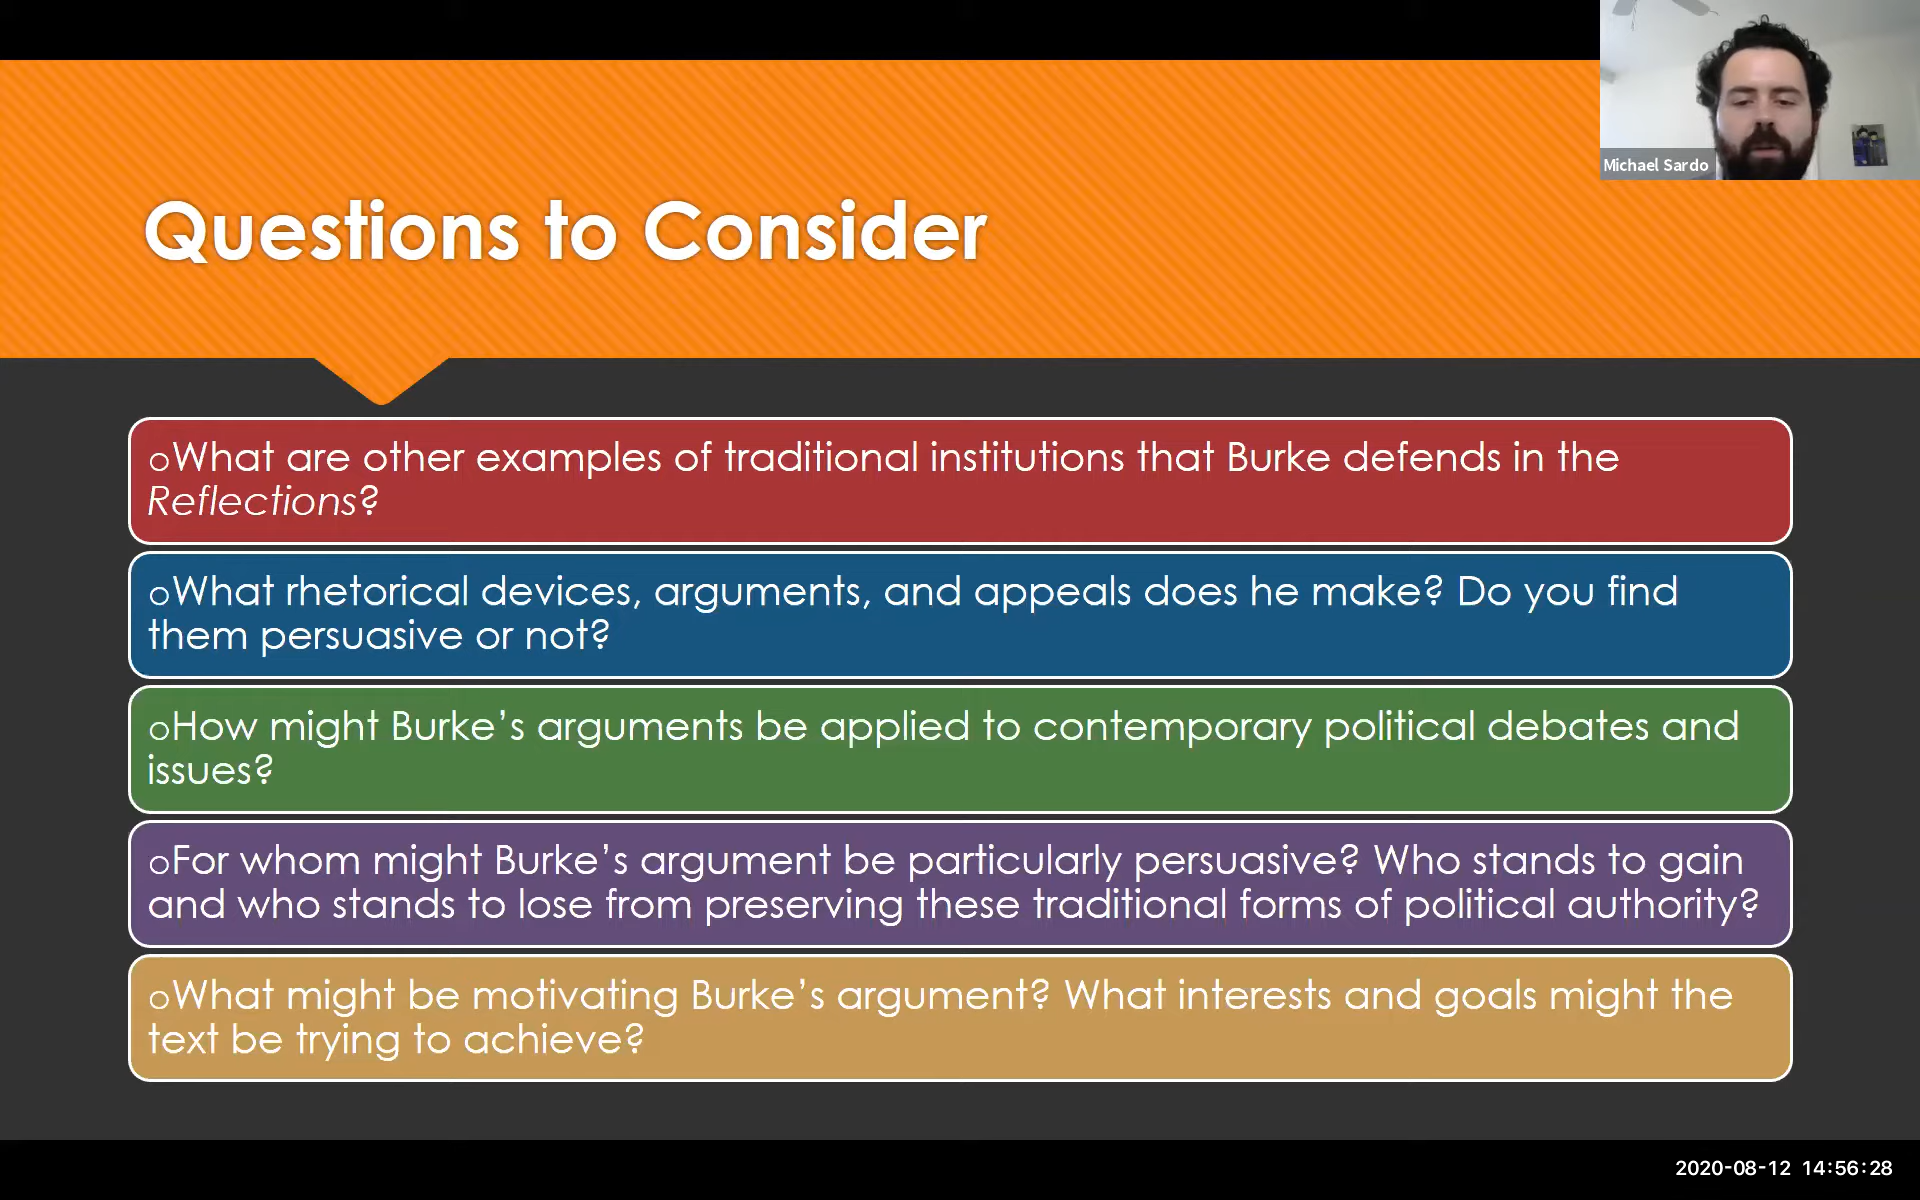 Michael Sardo
Questions to Consider
oWhat are other examples of traditional institutions that Burke defends in the
Reflections?
oWhat rhetorical devices, arguments, and appeals does he make? Do you find
them persuasive or not?
oHow might Burke’s arguments be applied to contemporary political debates and
issues?
oFor whom might Burke’s argument be particularly persuasive? Who stands to gain
and who stands to lose from preserving these traditional forms of political authority?
oWhat might be motivating Burke’s argument? What interests and goals might the
text be trying to achieve?
2020-08-12 14:56:28